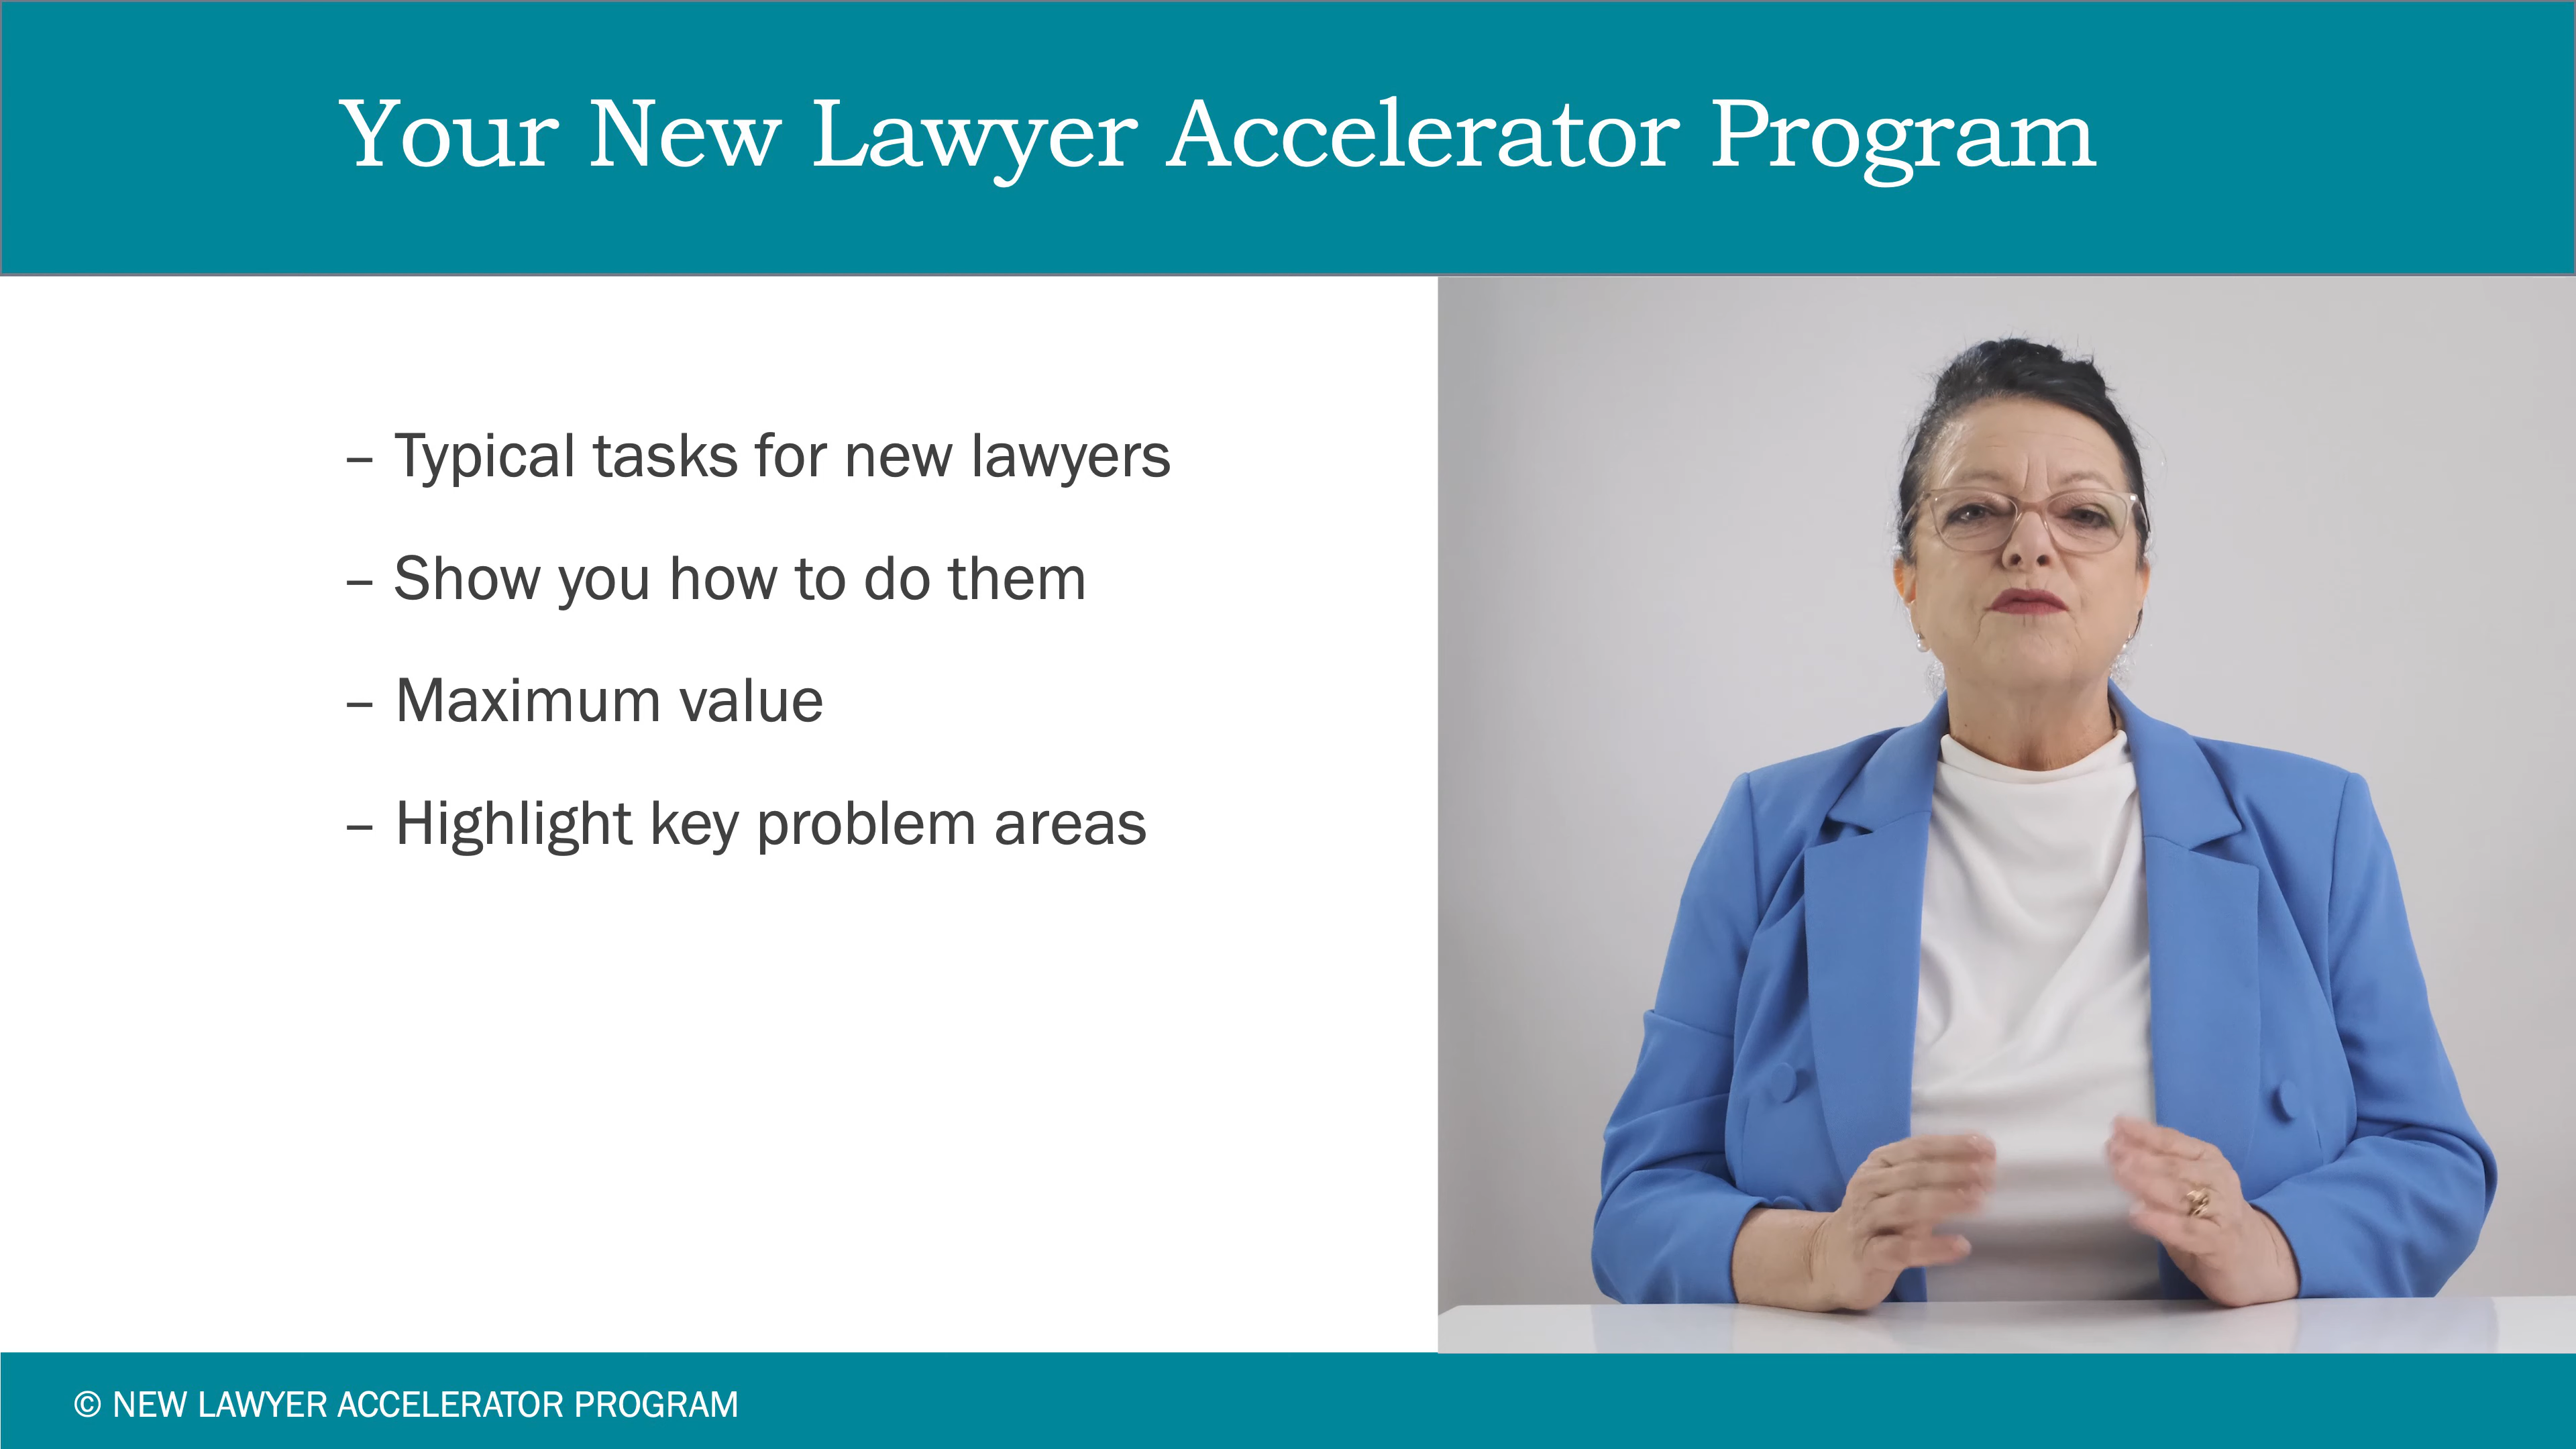 Your New Lawyer Accelerator Program
– Typical tasks for new lawyers
– Show you how to do them
– Maximum value
– Highlight key problem areas
© NEW LAWYER ACCELERATOR PROGRAM